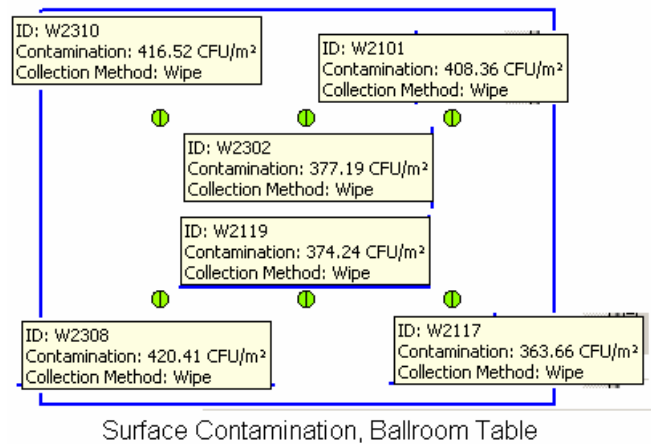 ID: W2310
Contamination: 416.52 CFU/m²
Collection Method: Wipe
ID: W2101
Contamination: 408.36 CFU/m²
Collection Method: Wipe
ID: W2302
Contamination: 377.19 CFU/m²
Collection Method: Wipe
ID: W2119
Contamination: 374.24 CFU/m²
Collection Method: Wipe
ID: W2308
Contamination: 420.41 CFU/m²
Collection Method: Wipe
ID: W2117
Contamination: 363.66 CFU/m²
Collection Method: Wipe
Surface Contamination, Ballroom Table